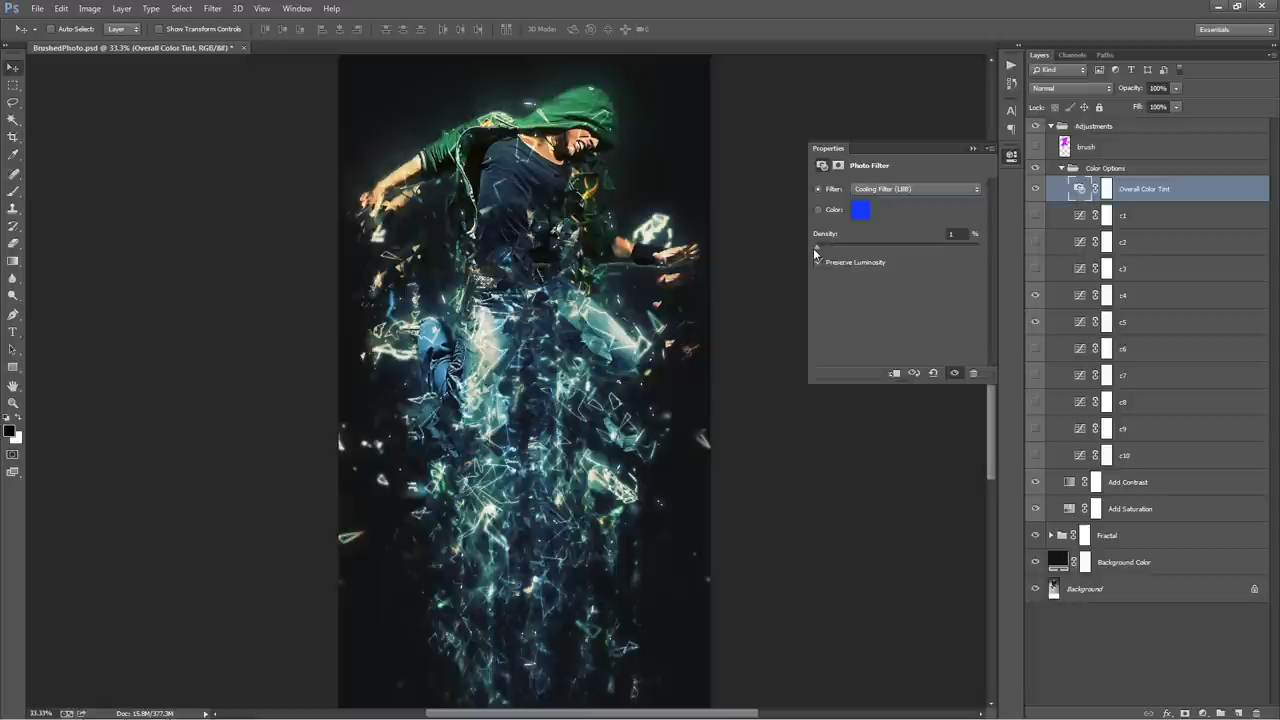 Ps File Edit Image Layer Type Select Filter 3D View Window Help
Auto-Select: Layer Show Transform Controls 3D Mode: Essentials
BrushedPhoto.psd @ 33.3% (Overall Color Tint, RGB/8#) * ×
Layers Channels Paths
Kind
Normal Opacity: 100%
Lock: Fill: 100%
Adjustments
brush
Color Options
Overall Color Tint
c1
c2
c3
c4
c5
c6
c7
c8
c9
c10
Add Contrast
Add Saturation
Fractal
Background Color
Background
Properties
Photo Filter
Filter: Cooling Filter (LBB)
Color:
Density: 1 %
Preserve Luminosity
33.33% Doc: 15.8M/377.3M